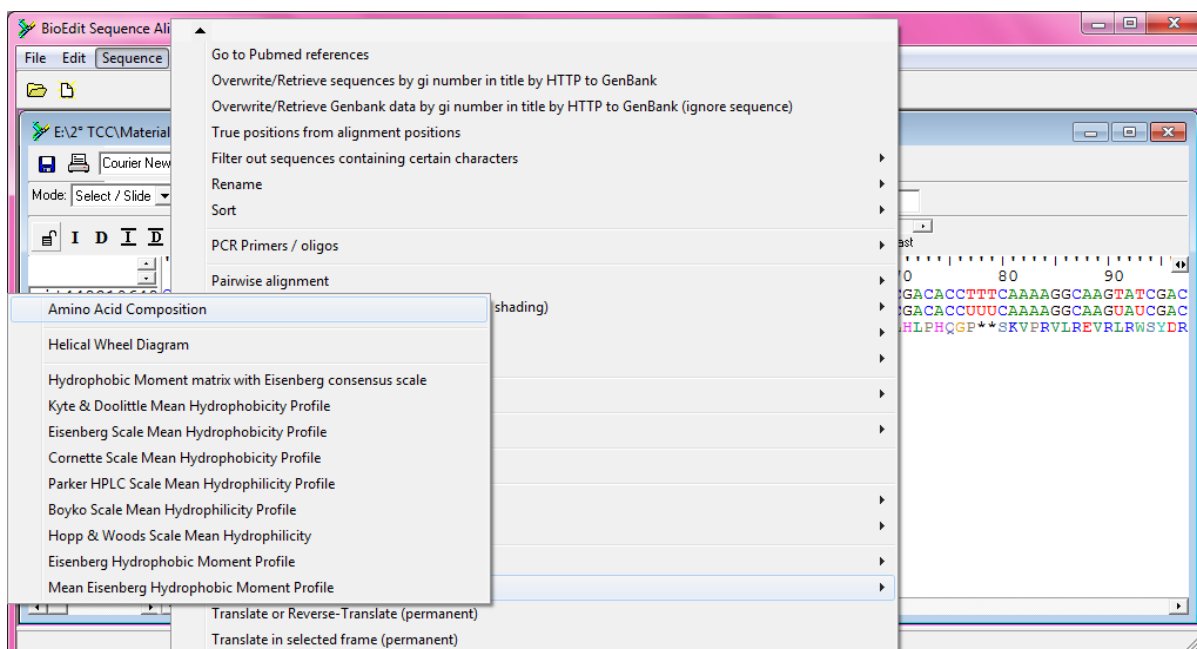 BioEdit Sequence Ali
File Edit Sequence
E:\2° TCC\Material
Courier New
Mode: Select / Slide
I D I D
Go to Pubmed references
Overwrite/Retrieve sequences by gi number in title by HTTP to GenBank
Overwrite/Retrieve Genbank data by gi number in title by HTTP to GenBank (ignore sequence)
True positions from alignment positions
Filter out sequences containing certain characters
Rename
Sort
PCR Primers / oligos
Pairwise alignment
shading)
Translate or Reverse-Translate (permanent)
Translate in selected frame (permanent)
Amino Acid Composition
Helical Wheel Diagram
Hydrophobic Moment matrix with Eisenberg consensus scale
Kyte & Doolittle Mean Hydrophobicity Profile
Eisenberg Scale Mean Hydrophobicity Profile
Cornette Scale Mean Hydrophobicity Profile
Parker HPLC Scale Mean Hydrophilicity Profile
Boyko Scale Mean Hydrophilicity Profile
Hopp & Woods Scale Mean Hydrophilicity
Eisenberg Hydrophobic Moment Profile
Mean Eisenberg Hydrophobic Moment Profile
ast
80 90
CGACACCTTTCAAAAGGCAAGTATCGAC
CGACACCUUUCAAAAGGCAAGUAUCGAC
HLPHQGP**SKVPRVLREVRLRWSYDR